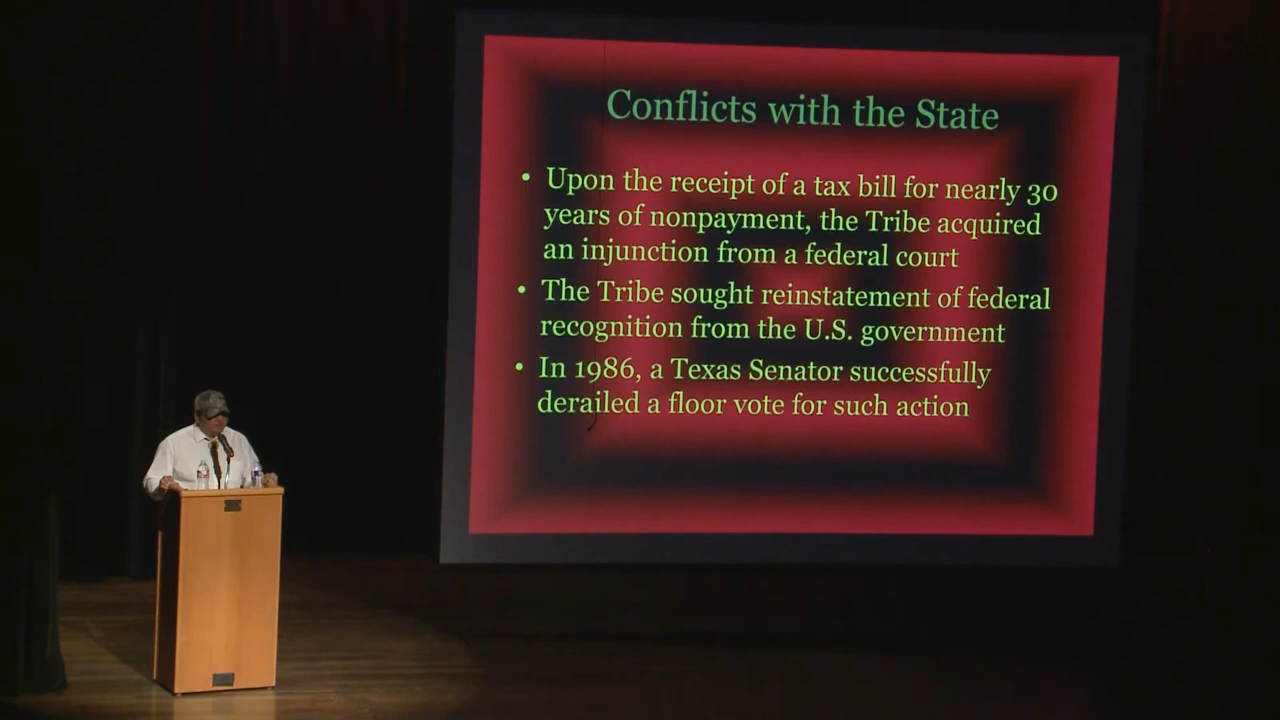 Conflicts with the State
• Upon the receipt of a tax bill for nearly 30
years of nonpayment, the Tribe acquired
an injunction from a federal court
• The Tribe sought reinstatement of federal
recognition from the U.S. government
• In 1986, a Texas Senator successfully
derailed a floor vote for such action